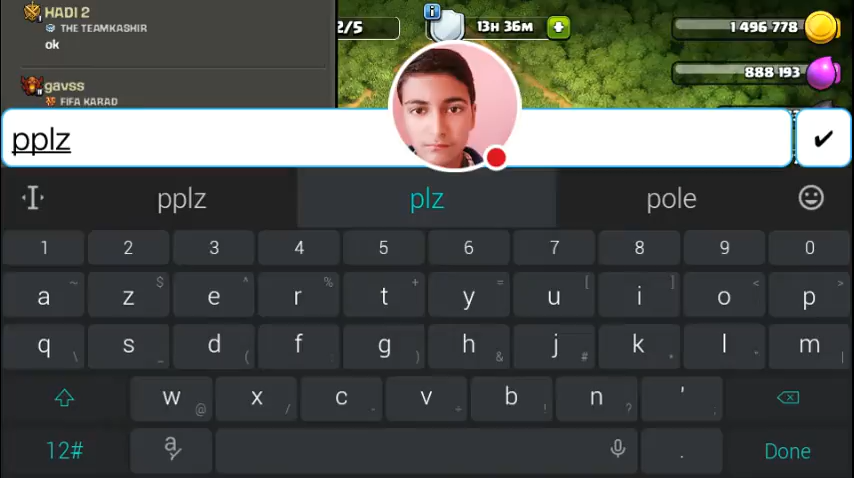 HADI 2
THE TEAMKASHIR
ok
gavss
FIFA KARAD
2/5
i
13H 36M
+
1 496 778
888 193
pplz
pplz plz pole
1 2 3 4 5 6 7 8 9 0
a ~ z $ e ^ r % t + y = u [ i ] o < p >
q \ s _ d ( f : g ) h & j # k * l " m |
w @ x / c - v ÷ b ! n ? ' ;
12# a .
Done